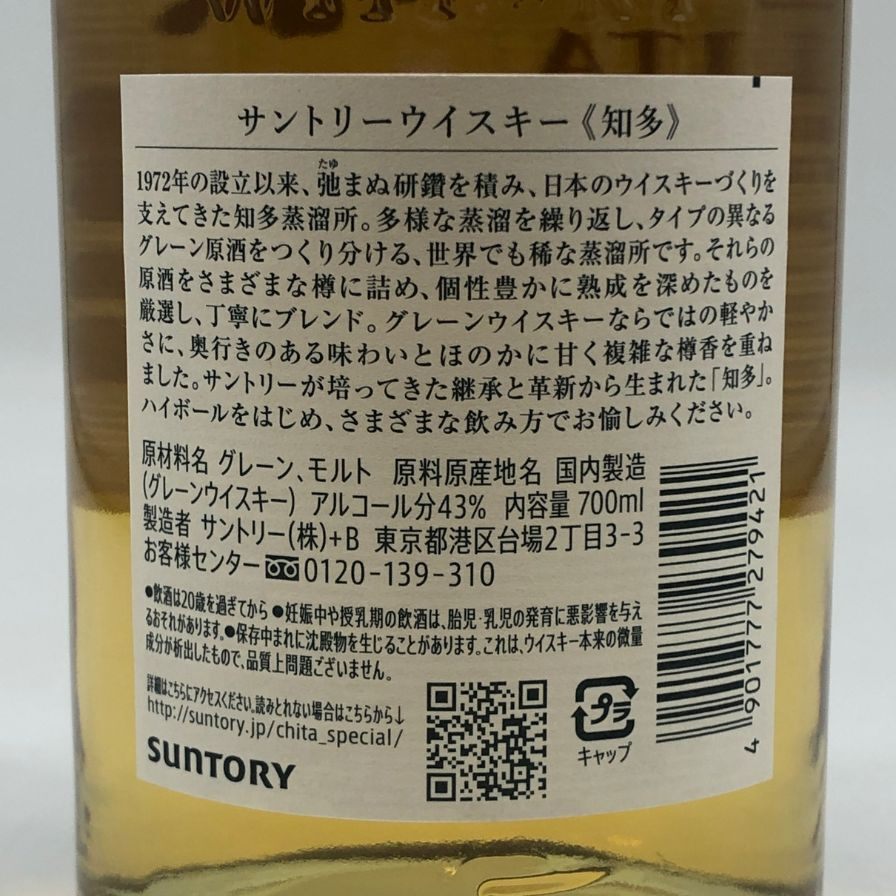 サントリーウイスキー《知多》
たゆ
1972年の設立以来、弛まぬ研鑽を積み、日本のウイスキーづくりを
支えてきた知多蒸溜所。多様な蒸溜を繰り返し、タイプの異なる
グレーン原酒をつくり分ける、世界でも稀な蒸溜所です。それらの
原酒をさまざまな樽に詰め、個性豊かに熟成を深めたものを
厳選し、丁寧にブレンド。グレーンウイスキーならではの軽やか
さに、奥行きのある味わいとほのかに甘く複雑な樽香を重ね
ました。サントリーが培ってきた継承と革新から生まれた「知多」。
ハイボールをはじめ、さまざまな飲み方でお愉しみください。
原材料名 グレーン、モルト 原料原産地名 国内製造
(グレーンウイスキー) アルコール分43% 内容量 700ml
製造者 サントリー(株)+B 東京都港区台場2丁目3-3
お客様センター 0120-139-310
●飲酒は20歳を過ぎてから ●妊娠中や授乳期の飲酒は、胎児・乳児の発育に悪影響を与え
るおそれがあります。●保存中まれに沈殿物を生じることがあります。これは、ウイスキー本来の微量
成分が析出したもので、品質上問題ございません。
詳細はこちらにアクセスください。読みとれない場合はこちらから↓
http://suntory.jp/chita_special/
SUNTORY
プラ
キャップ
4 901777 279421